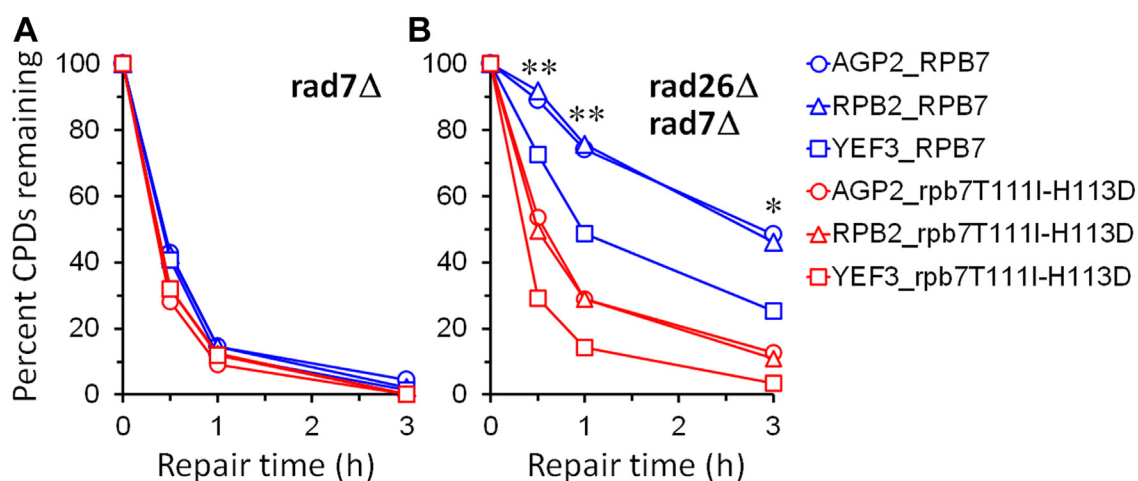 A
Percent CPDs remaining
100
80
60
40
20
0
0
1
2
3
Repair time (h)
rad7Δ
B
100
80
60
40
20
0
0
1
2
3
Repair time (h)
**
**
*
rad26Δ
rad7Δ
AGP2_RPB7
RPB2_RPB7
YEF3_RPB7
AGP2_rpb7T111I-H113D
RPB2_rpb7T111I-H113D
YEF3_rpb7T111I-H113D